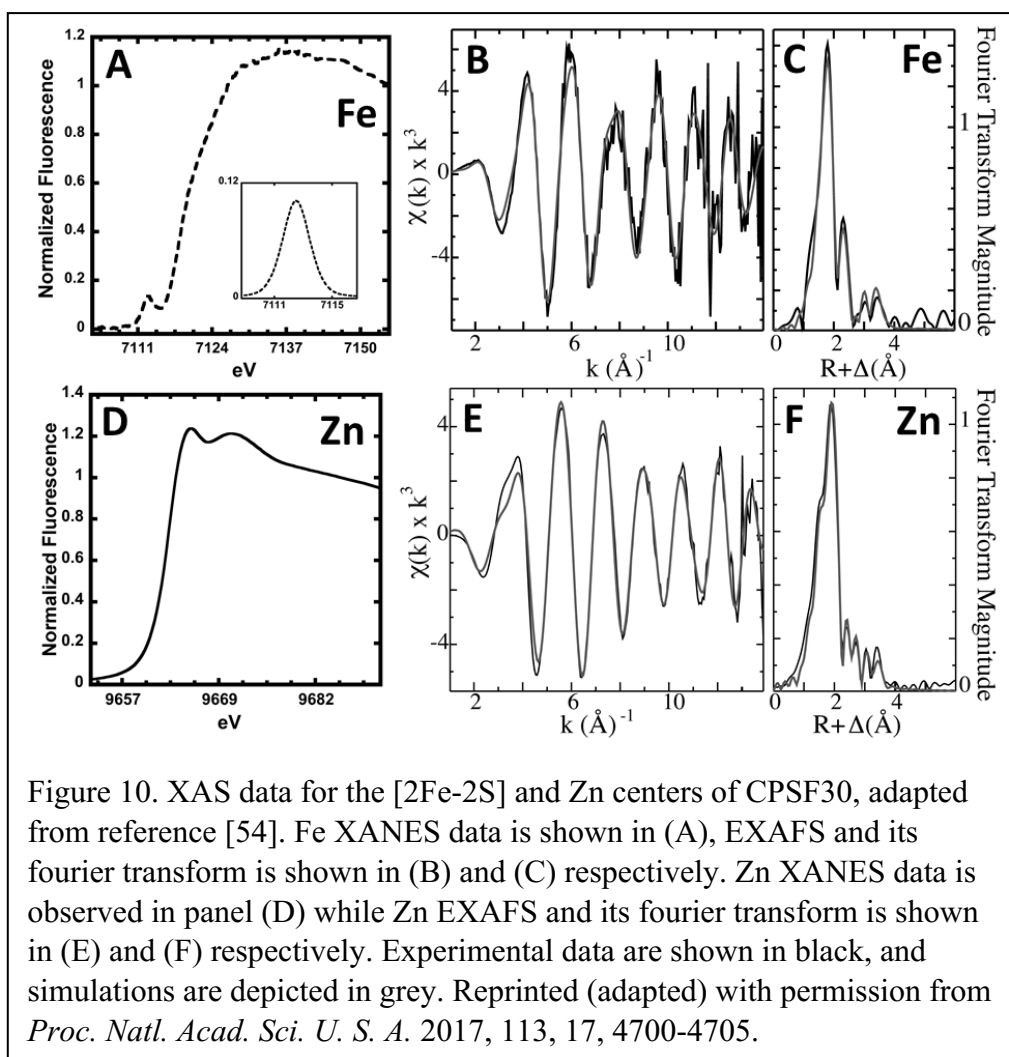 A
Fe
Normalized Fluorescence
1.2
1
0.8
0.6
0.4
0.2
0
0.12
0
7111
7115
7111
7124
7137
7150
eV
B
χ(k) x k³
4
0
-4
2
6
10
k (Å)⁻¹
C
Fe
Fourier Transform Magnitude
1
0
0
2
4
R+Δ(Å)
D
Zn
Normalized Fluorescence
1.4
1.2
1
0.8
0.6
0.4
0.2
0
9657
9669
9682
eV
E
χ(k) x k³
4
0
-4
2
6
10
k (Å)⁻¹
F
Zn
Fourier Transform Magnitude
1
0
0
2
4
R+Δ(Å)
Figure 10. XAS data for the [2Fe-2S] and Zn centers of CPSF30, adapted
from reference [54]. Fe XANES data is shown in (A), EXAFS and its
fourier transform is shown in (B) and (C) respectively. Zn XANES data is
observed in panel (D) while Zn EXAFS and its fourier transform is shown
in (E) and (F) respectively. Experimental data are shown in black, and
simulations are depicted in grey. Reprinted (adapted) with permission from
Proc. Natl. Acad. Sci. U. S. A. 2017, 113, 17, 4700-4705.